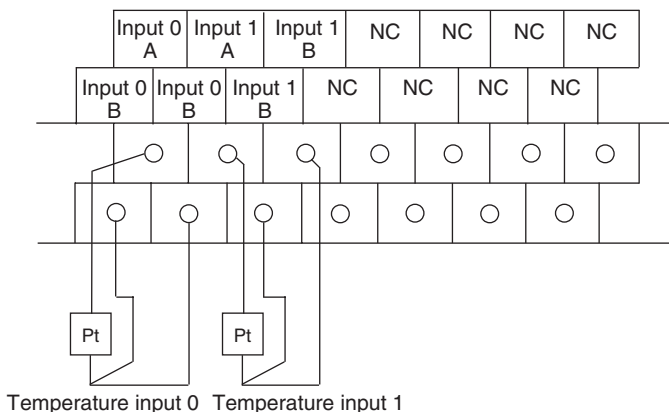 Input 0 Input 1 Input 1 NC NC NC NC
A A B
Input 0 Input 0 Input 1 NC NC NC NC
B B B
Pt Pt
Temperature input 0 Temperature input 1